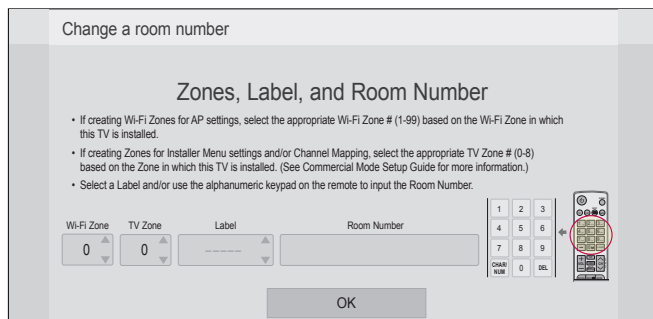 Change a room number
Zones, Label, and Room Number
• If creating Wi-Fi Zones for AP settings, select the appropriate Wi-Fi Zone # (1-99) based on the Wi-Fi Zone in which
this TV is installed.
• If creating Zones for Installer Menu settings and/or Channel Mapping, select the appropriate TV Zone # (0-8)
based on the Zone in which this TV is installed. (See Commercial Mode Setup Guide for more information.)
• Select a Label and/or use the alphanumeric keypad on the remote to input the Room Number.
Wi-Fi Zone TV Zone Label Room Number
0 0 -----
1 2 3
4 5 6
7 8 9
CHAR/
NUM 0 DEL
OK